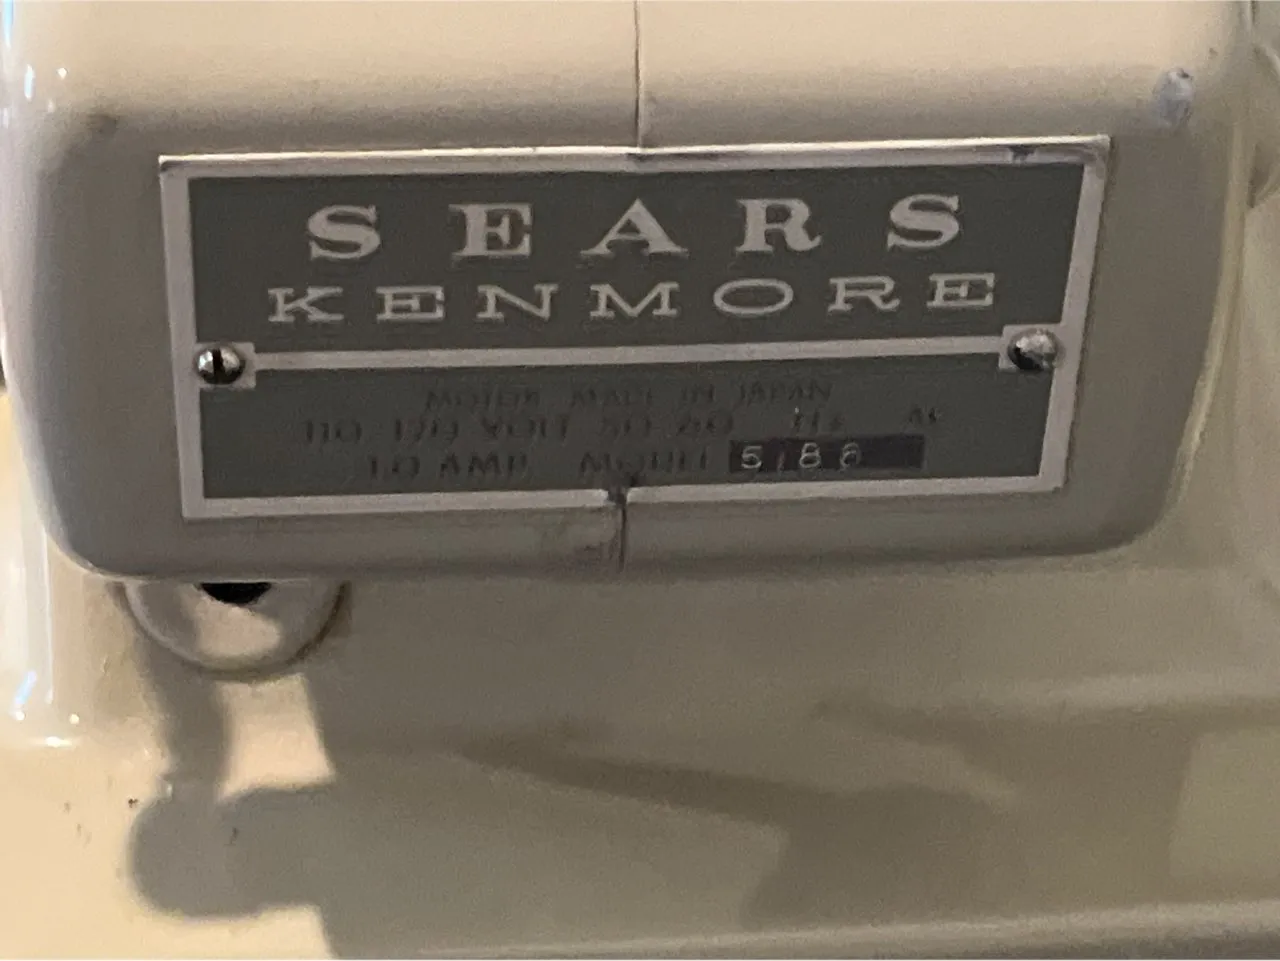 SEARS
KENMORE
MOTOR MADE IN JAPAN
110 120 VOLT 50 60 Hz AC
1.0 AMP. MODEL 5186